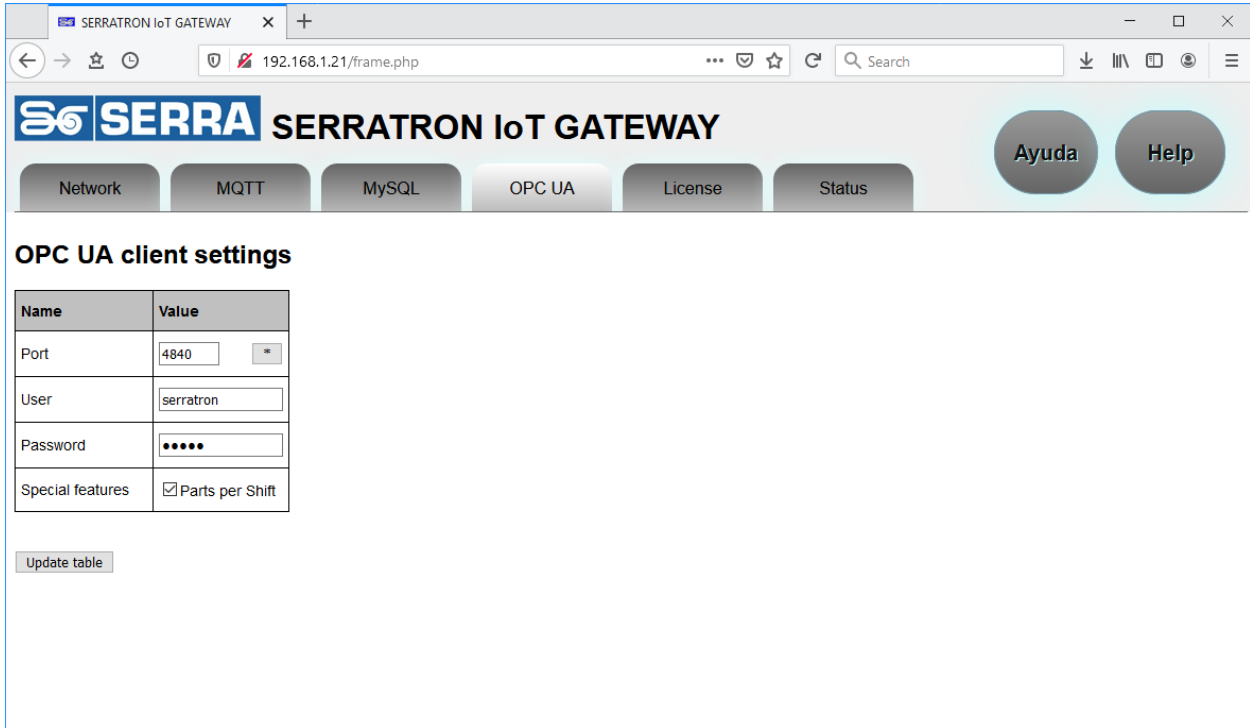 SERRATRON IoT GATEWAY
192.168.1.21/frame.php
Search
SERRA SERRATRON IoT GATEWAY
Ayuda Help
Network MQTT MySQL OPC UA License Status
OPC UA client settings
Name Value
Port 4840 *
User serratron
Password •••••
Special features Parts per Shift
Update table